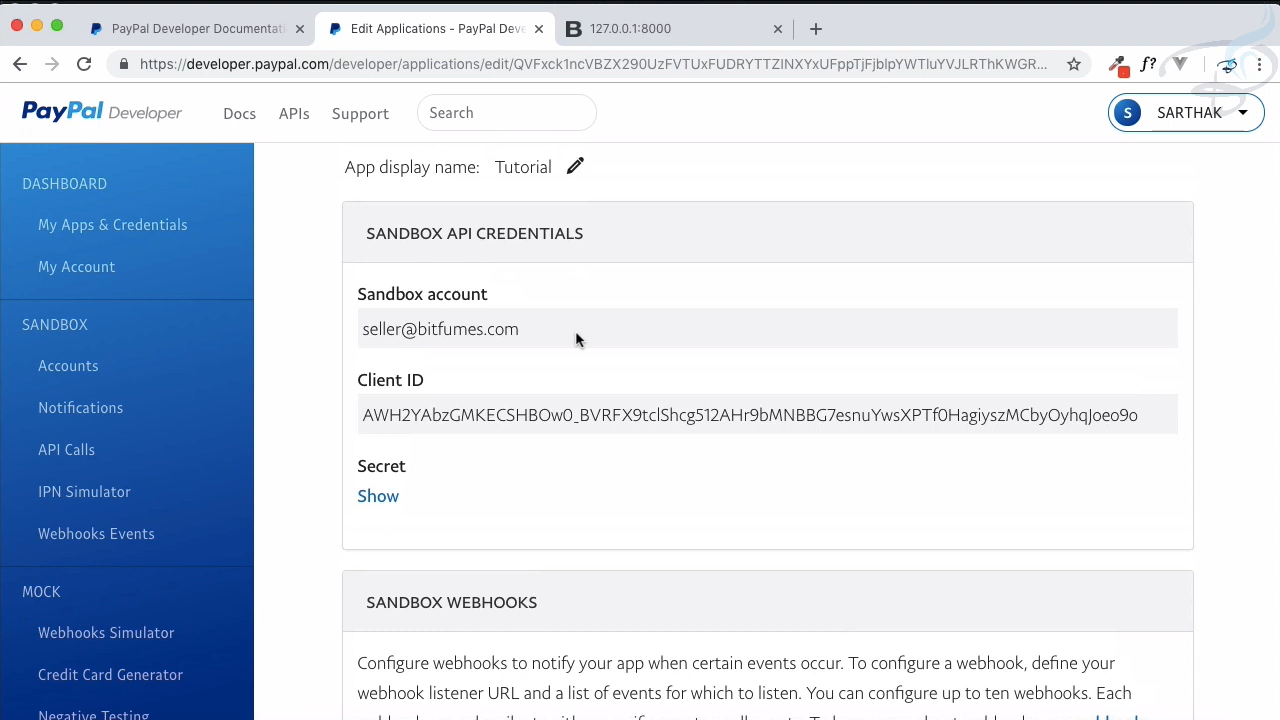 PayPal Developer Documentati
Edit Applications - PayPal Deve
127.0.0.1:8000
https://developer.paypal.com/developer/applications/edit/QVFxck1ncVBZX290UzFVTUxFUDRYTTZINXYxUFppTjFjblpYWTluYVJLRThKWGR...
f?
PayPal Developer
Docs
APIs
Support
Search
S
SARTHAK
DASHBOARD
My Apps & Credentials
My Account
SANDBOX
Accounts
Notifications
API Calls
IPN Simulator
Webhooks Events
MOCK
Webhooks Simulator
Credit Card Generator
Negative Testing
App display name: Tutorial
SANDBOX API CREDENTIALS
Sandbox account
seller@bitfumes.com
Client ID
AWH2YAbzGMKECSHBOw0_BVRFX9tclShcg512AHr9bMNBBG7esnuYwsXPTf0HagiyszMCbyOyhqJoeo9o
Secret
Show
SANDBOX WEBHOOKS
Configure webhooks to notify your app when certain events occur. To configure a webhook, define your
webhook listener URL and a list of events for which to listen. You can configure up to ten webhooks. Each